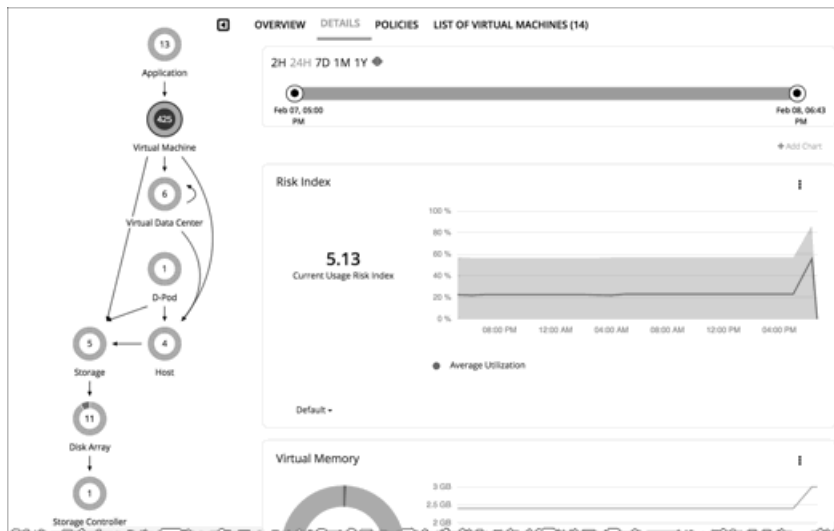 OVERVIEW DETAILS POLICIES LIST OF VIRTUAL MACHINES (14)
13
Application
425
Virtual Machine
6
Virtual Data Center
1
D-Pod
5
Storage
4
Host
11
Disk Array
1
Storage Controller
2H 24H 7D 1M 1Y
Feb 07, 05:00
PM
Feb 08, 06:43
PM
+ Add Chart
Risk Index
5.13
Current Usage Risk Index
100 %
80 %
60 %
40 %
20 %
0 %
08:00 PM 12:00 AM 04:00 AM 08:00 AM 12:00 PM 04:00 PM
Average Utilization
Default
Virtual Memory
3 GB
2.5 GB
2 GB